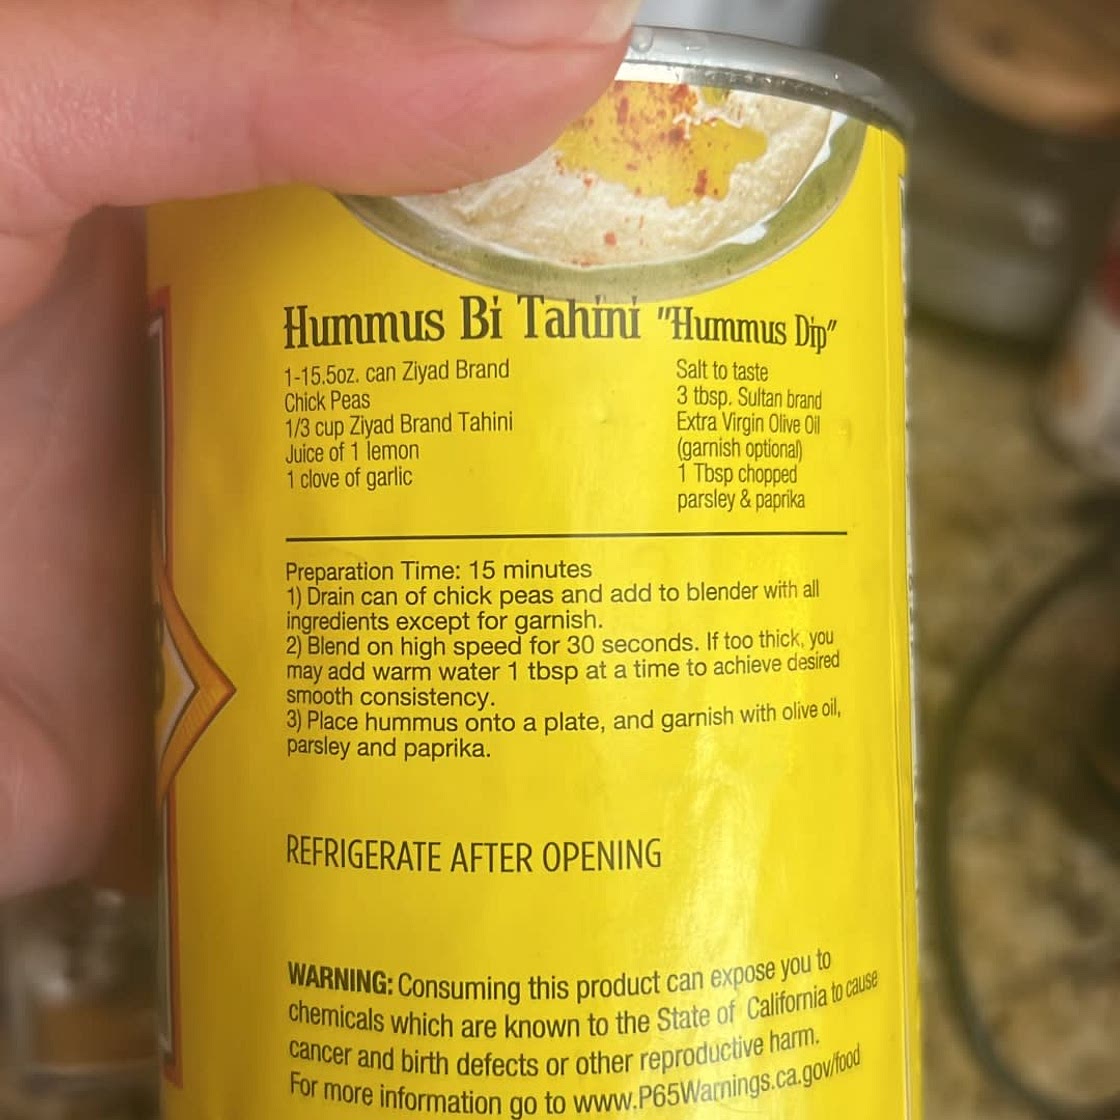 Hummus Bi Tahini "Hummus Dip"
1-15.5oz. can Ziyad Brand
Chick Peas
1/3 cup Ziyad Brand Tahini
Juice of 1 lemon
1 clove of garlic
Salt to taste
3 tbsp. Sultan brand
Extra Virgin Olive Oil
(garnish optional)
1 Tbsp chopped
parsley & paprika
Preparation Time: 15 minutes
1) Drain can of chick peas and add to blender with all
ingredients except for garnish.
2) Blend on high speed for 30 seconds. If too thick, you
may add warm water 1 tbsp at a time to achieve desired
smooth consistency.
3) Place hummus onto a plate, and garnish with olive oil,
parsley and paprika.
REFRIGERATE AFTER OPENING
WARNING: Consuming this product can expose you to
chemicals which are known to the State of California to cause
cancer and birth defects or other reproductive harm.
For more information go to www.P65Warnings.ca.gov/food